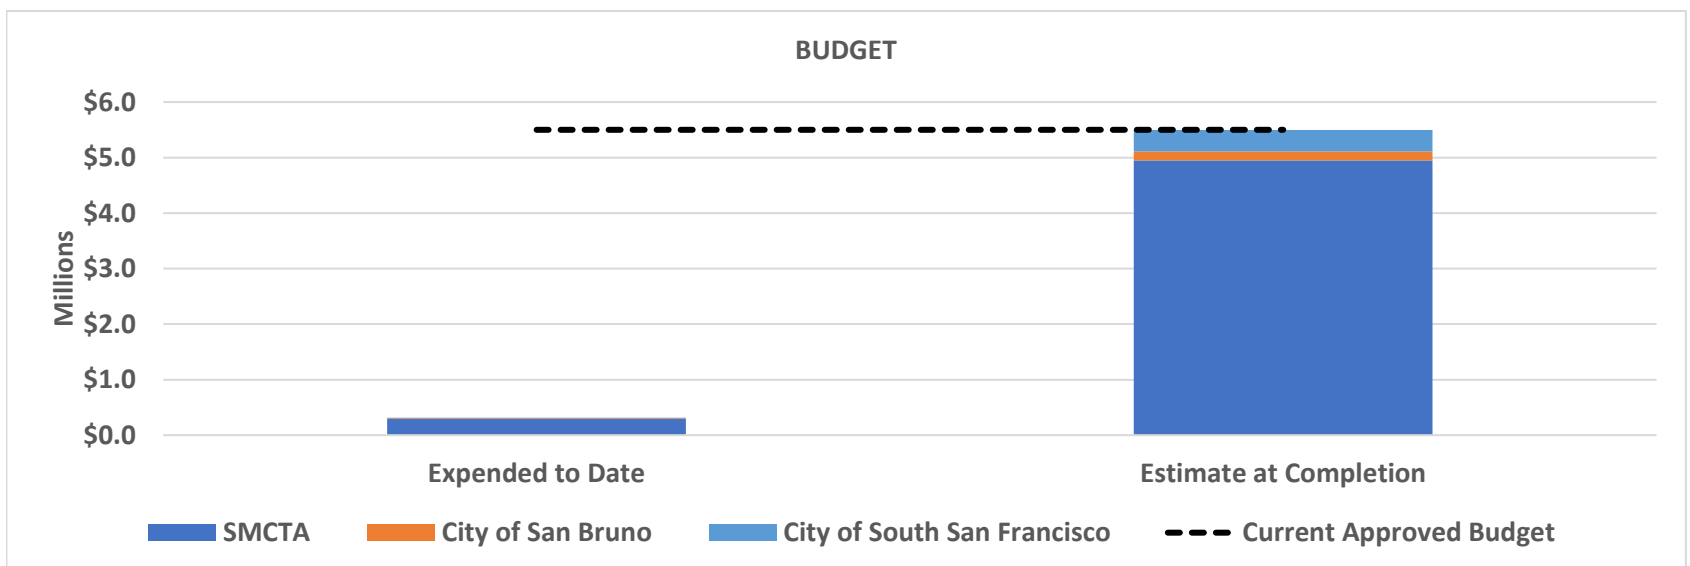 BUDGET
$6.0
$5.0
$4.0
$3.0
$2.0
$1.0
$0.0
Millions
Expended to Date
Estimate at Completion
SMCTA
City of San Bruno
City of South San Francisco
Current Approved Budget